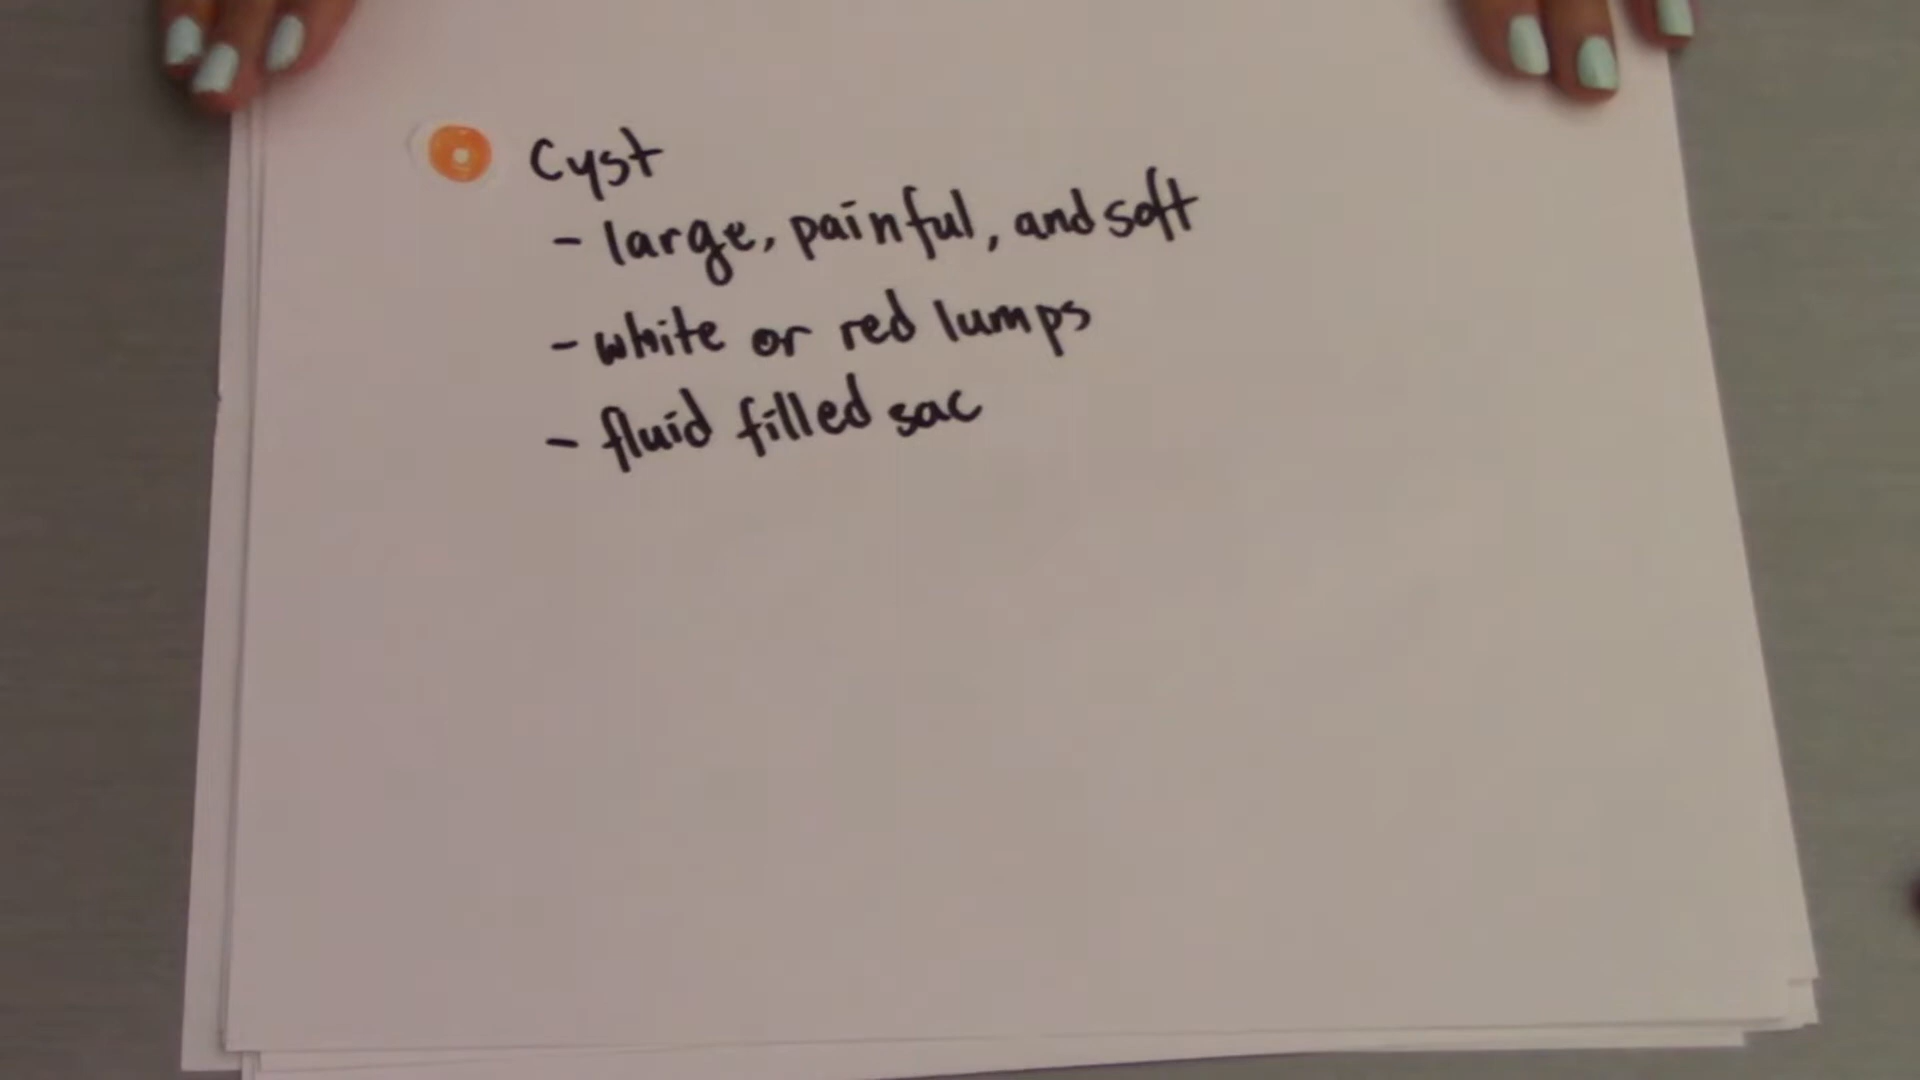 Cyst
- large, painful, and soft
- white or red lumps
- fluid filled sac